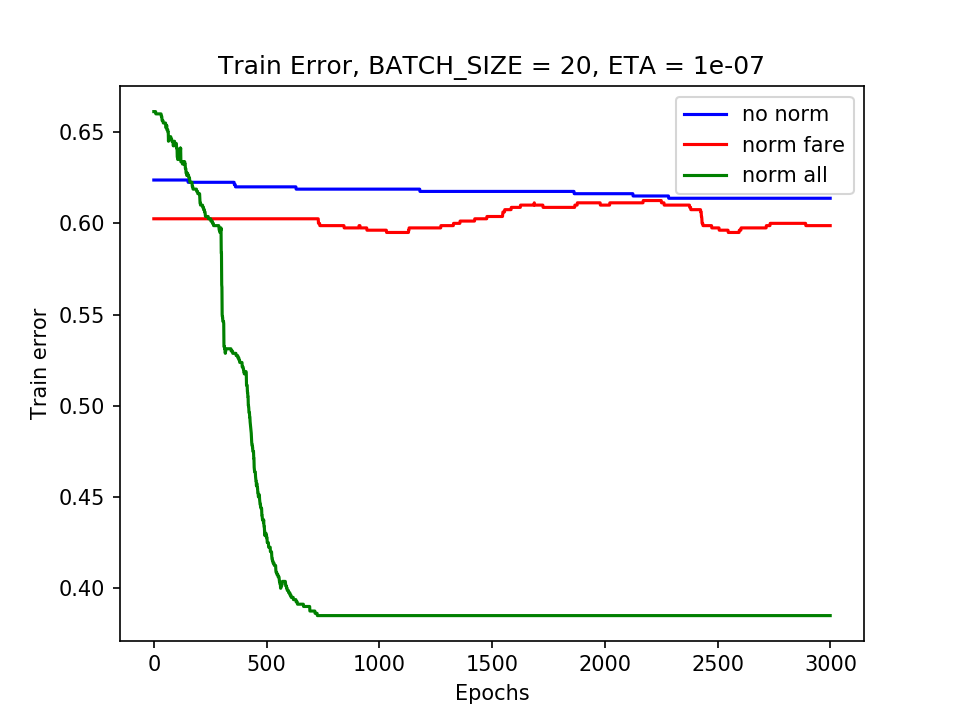 Train Error, BATCH_SIZE = 20, ETA = 1e-07
no norm
norm fare
norm all
Train error
0.65
0.60
0.55
0.50
0.45
0.40
0
500
1000
1500
2000
2500
3000
Epochs